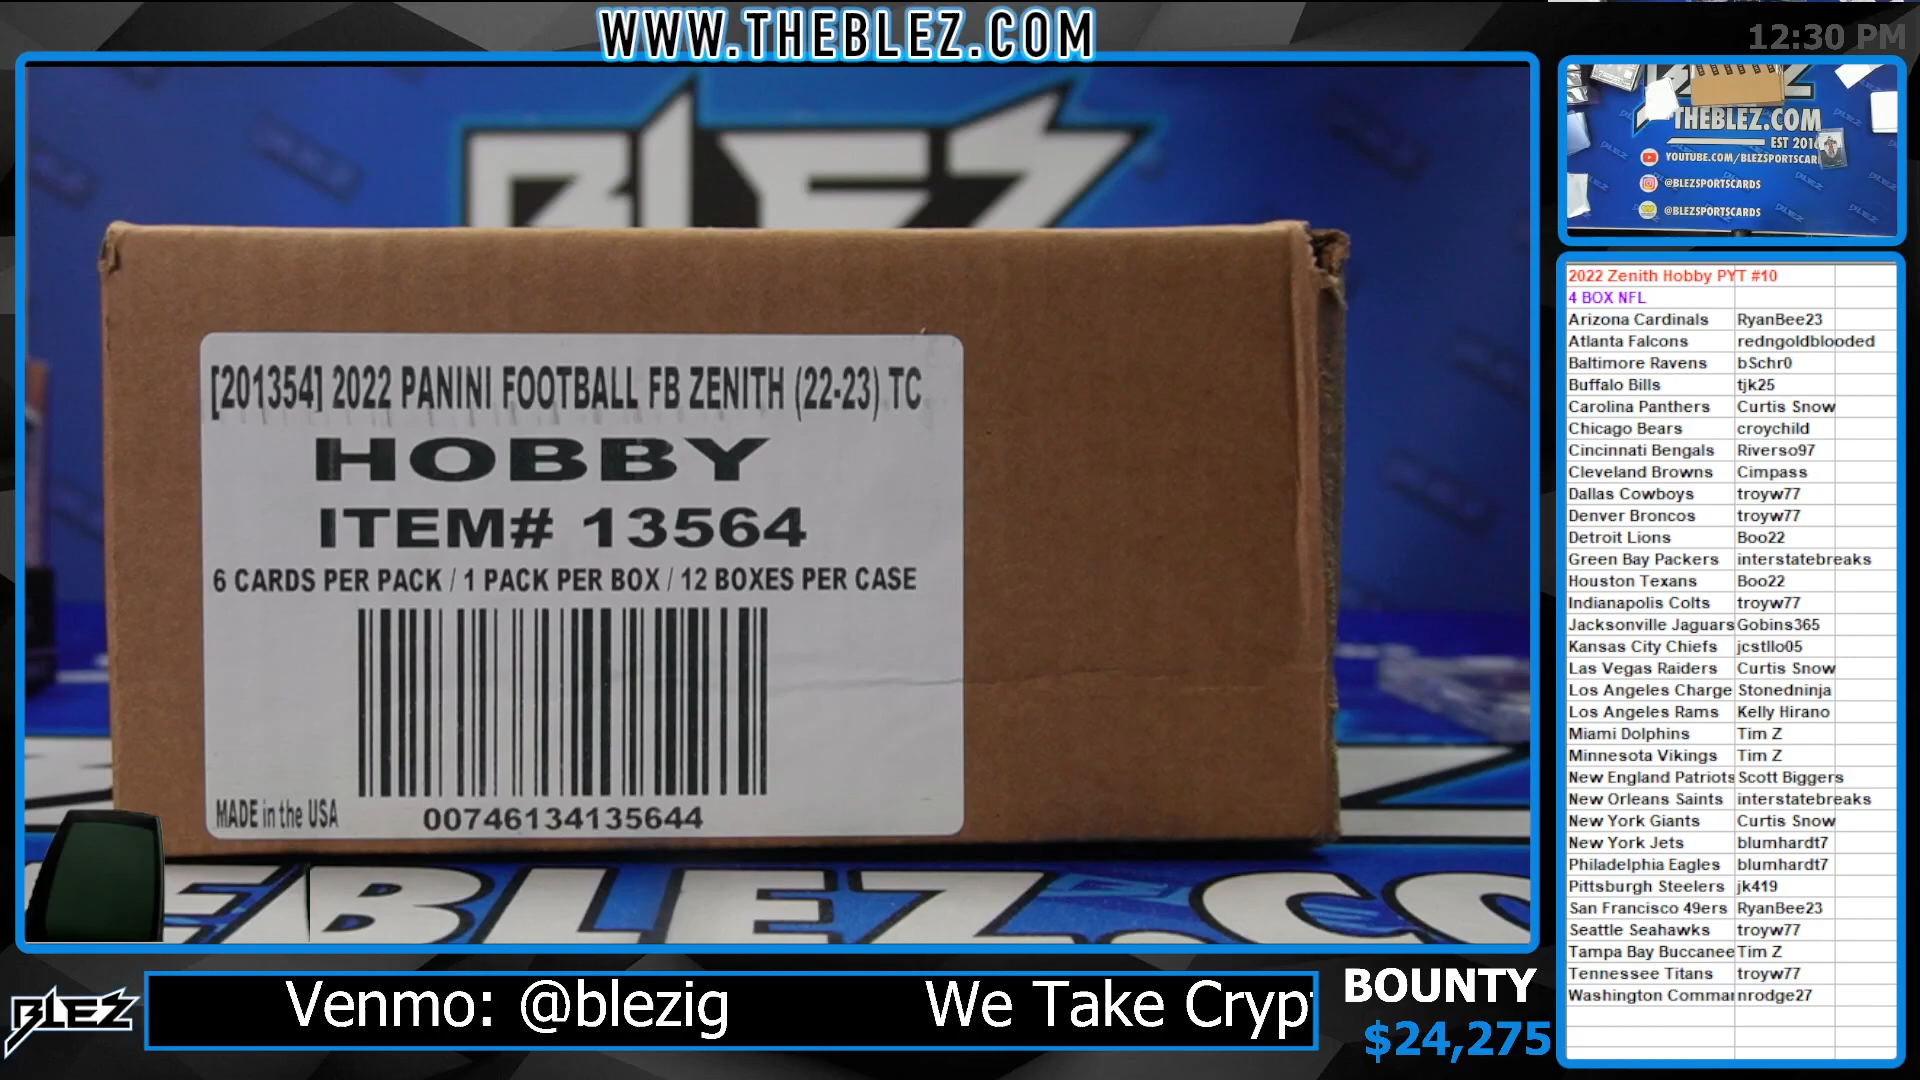 WWW.THEBLEZ.COM
12:30 PM
BLEZ
[201354] 2022 PANINI FOOTBALL FB ZENITH (22-23) TC
HOBBY
ITEM# 13564
6 CARDS PER PACK / 1 PACK PER BOX / 12 BOXES PER CASE
MADE in the USA
00746134135644
THEBLEZ.COM
EST 201
YOUTUBE.COM/BLEZSPORTSCAR
@BLEZSPORTSCARDS
@BLEZSPORTSCARDS
2022 Zenith Hobby PYT #10
4 BOX NFL
Arizona Cardinals RyanBee23
Atlanta Falcons redngoldblooded
Baltimore Ravens bSchr0
Buffalo Bills tjk25
Carolina Panthers Curtis Snow
Chicago Bears croychild
Cincinnati Bengals Riverso97
Cleveland Browns Cimpass
Dallas Cowboys troyw77
Denver Broncos troyw77
Detroit Lions Boo22
Green Bay Packers interstatebreaks
Houston Texans Boo22
Indianapolis Colts troyw77
Jacksonville Jaguars Gobins365
Kansas City Chiefs jcstllo05
Las Vegas Raiders Curtis Snow
Los Angeles Charge Stonedninja
Los Angeles Rams Kelly Hirano
Miami Dolphins Tim Z
Minnesota Vikings Tim Z
New England Patriots Scott Biggers
New Orleans Saints interstatebreaks
New York Giants Curtis Snow
New York Jets blumhardt7
Philadelphia Eagles blumhardt7
Pittsburgh Steelers jk419
San Francisco 49ers RyanBee23
Seattle Seahawks troyw77
Tampa Bay Buccanee Tim Z
Tennessee Titans troyw77
Washington Comma nrodge27
EBLEZ.CO
BLEZ
Venmo: @blezig We Take Cryp
BOUNTY
$24,275